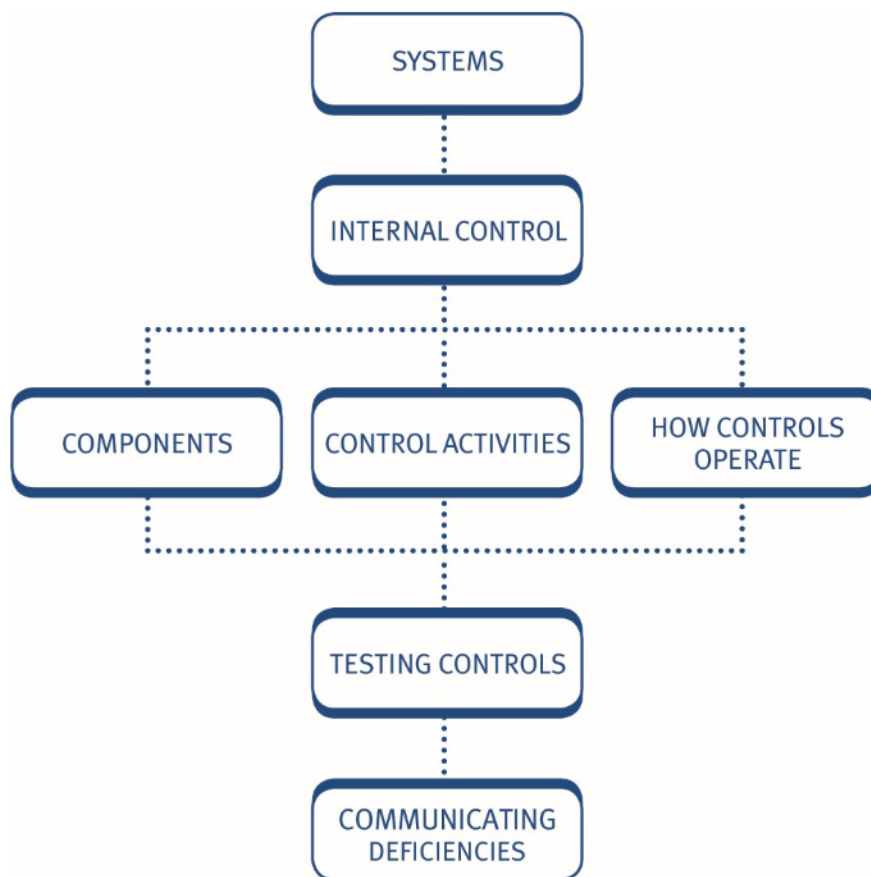 SYSTEMS
INTERNAL CONTROL
COMPONENTS
CONTROL ACTIVITIES
HOW CONTROLS
OPERATE
TESTING CONTROLS
COMMUNICATING
DEFICIENCIES